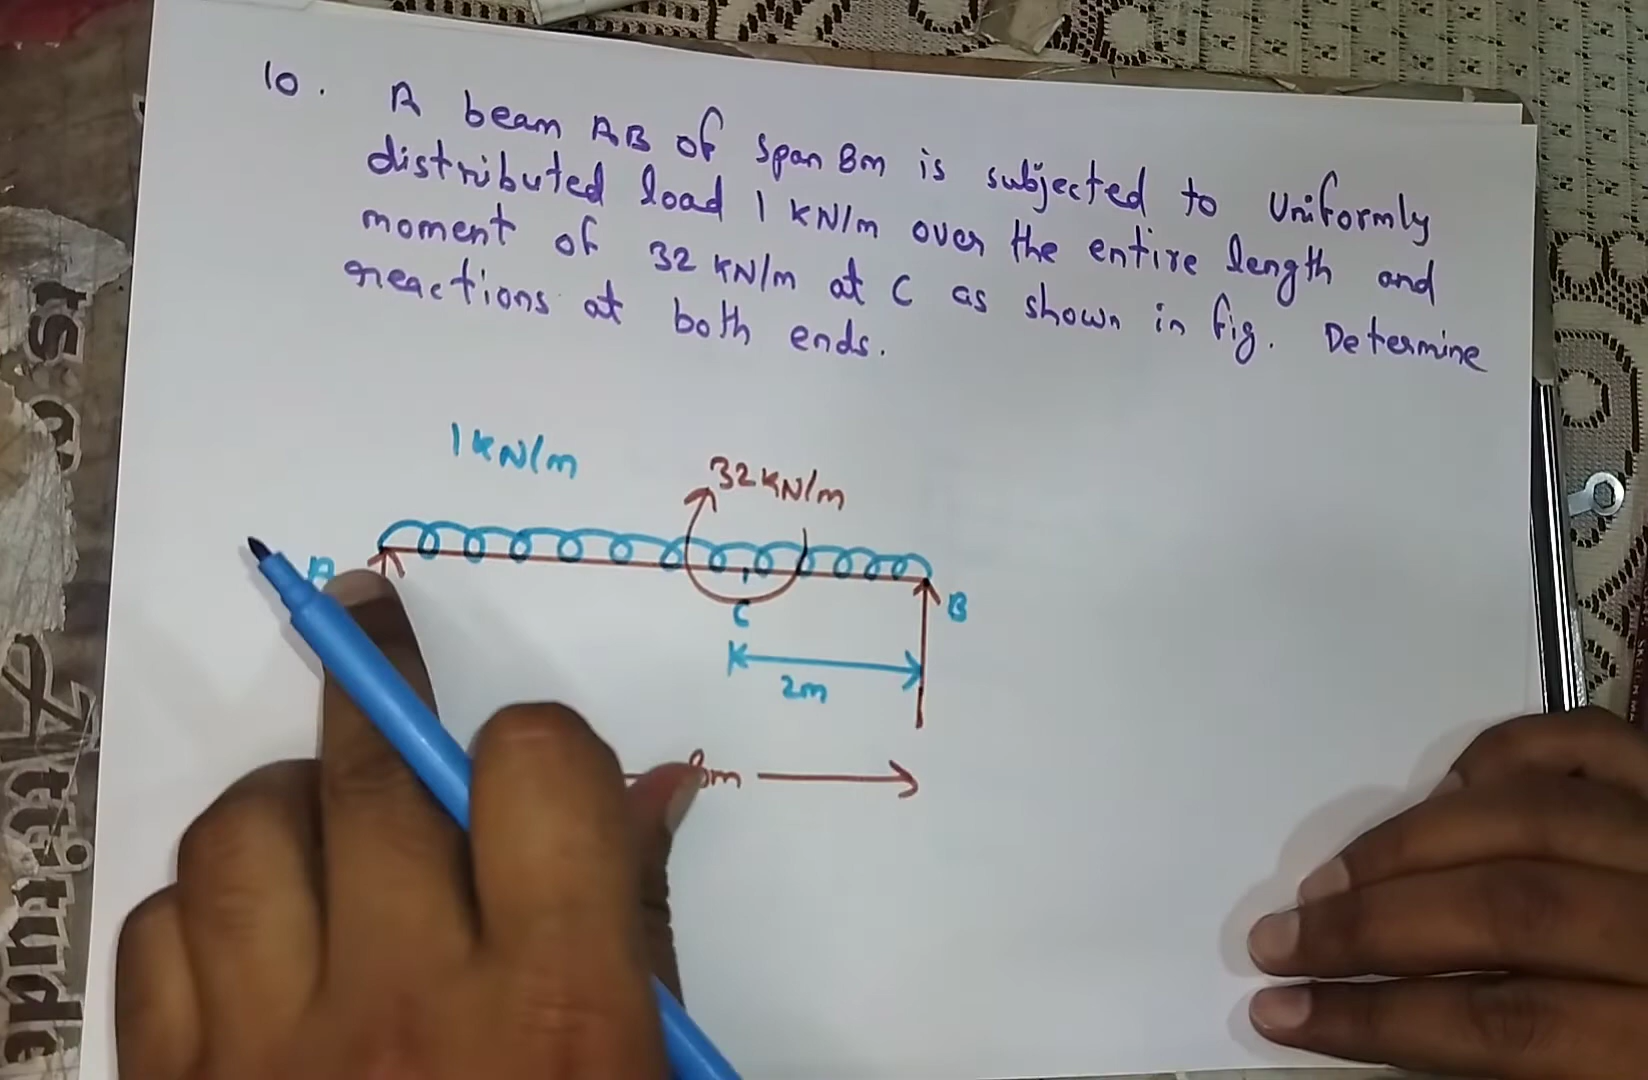 10. A beam AB of span 8m is subjected to Uniformly
distributed load 1 KN/m over the entire length and
moment of 32 KN/m at C as shown in fig. Determine
reactions at both ends.
1KN/m
32KN/m
A
B
C
2m
8m
ttitude